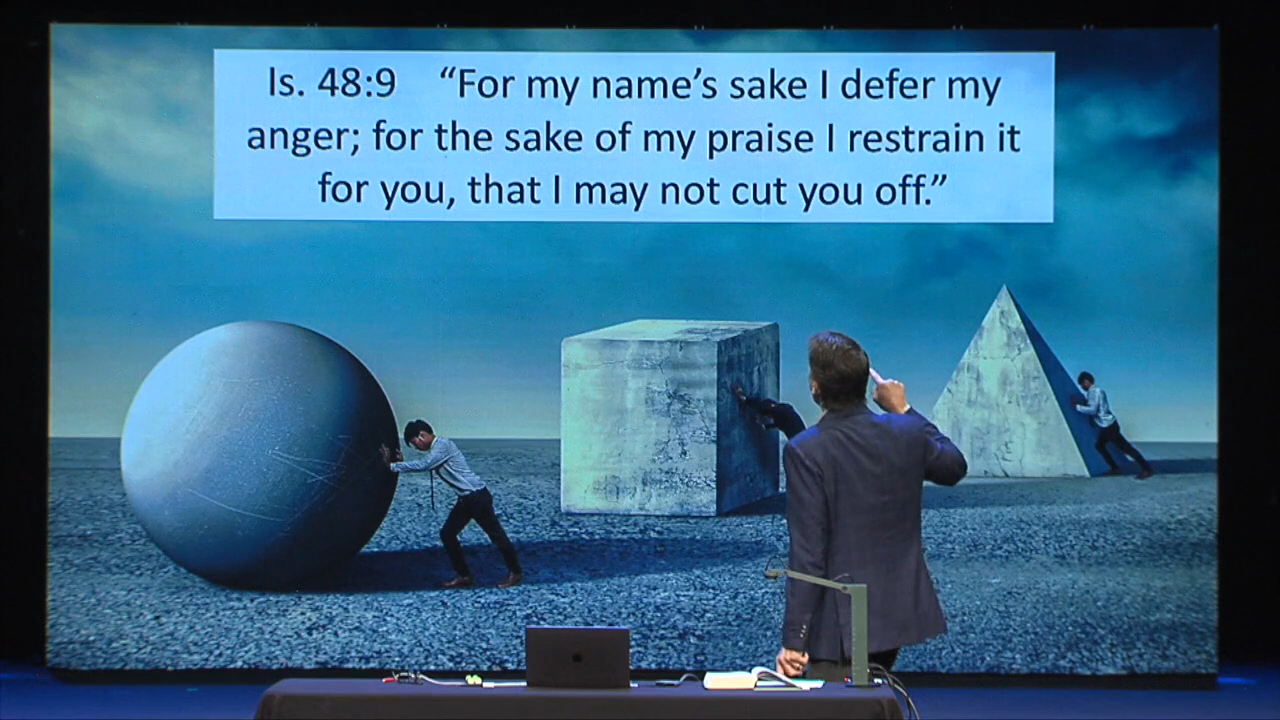 Is. 48:9 “For my name’s sake I defer my
anger; for the sake of my praise I restrain it
for you, that I may not cut you off.”